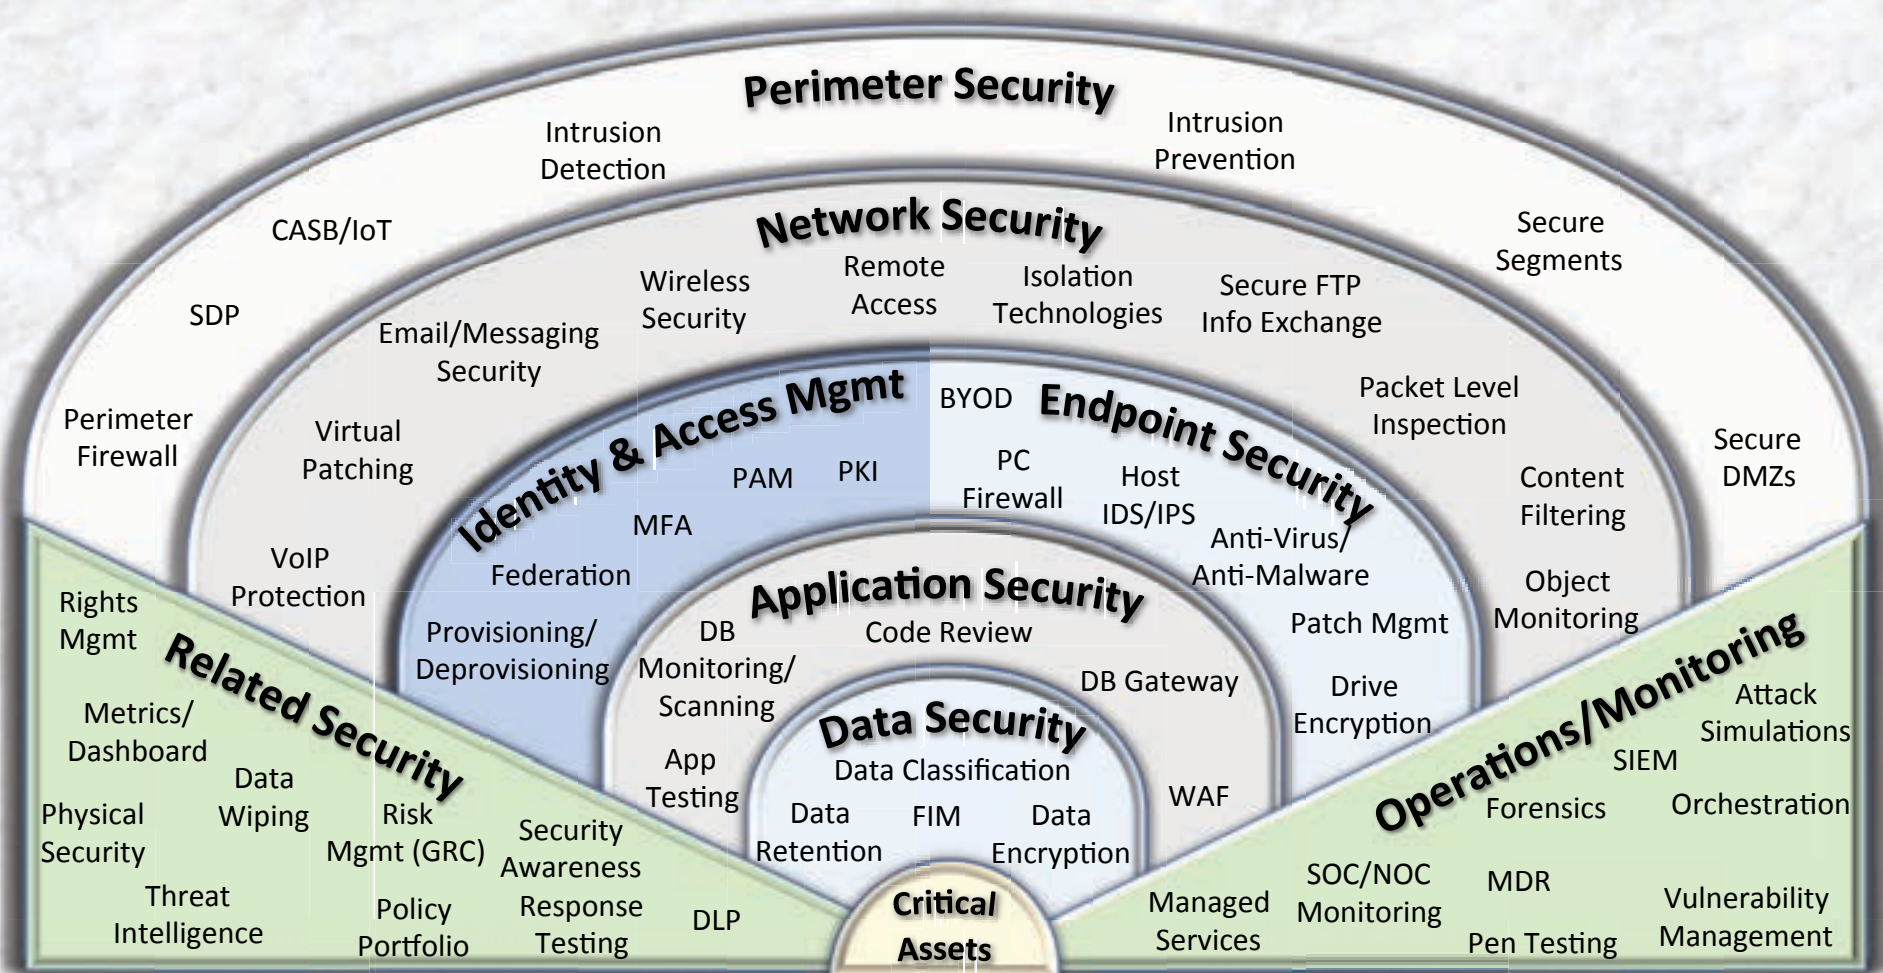 Perimeter Security
Intrusion
Detection
Intrusion
Prevention
CASB/IoT
Secure
Segments
SDP
Perimeter
Firewall
Secure
DMZs
Network Security
Wireless
Security
Remote
Access
Isolation
Technologies
Secure FTP
Info Exchange
Email/Messaging
Security
Packet Level
Inspection
Virtual
Patching
Content
Filtering
VoIP
Protection
Object
Monitoring
Identity & Access Mgmt
PAM
PKI
MFA
Federation
Provisioning/
Deprovisioning
BYOD
Endpoint Security
PC
Firewall
Host
IDS/IPS
Anti-Virus/
Anti-Malware
Patch Mgmt
Drive
Encryption
Application Security
Code Review
DB
Monitoring/
Scanning
DB Gateway
App
Testing
WAF
Data Security
Data Classification
Data
Retention
FIM
Data
Encryption
Critical
Assets
Related Security
Rights
Mgmt
Metrics/
Dashboard
Data
Wiping
Physical
Security
Risk
Mgmt (GRC)
Security
Awareness
Threat
Intelligence
Policy
Portfolio
Response
Testing
DLP
Operations/Monitoring
Attack
Simulations
SIEM
Forensics
Orchestration
SOC/NOC
Monitoring
MDR
Managed
Services
Vulnerability
Management
Pen Testing